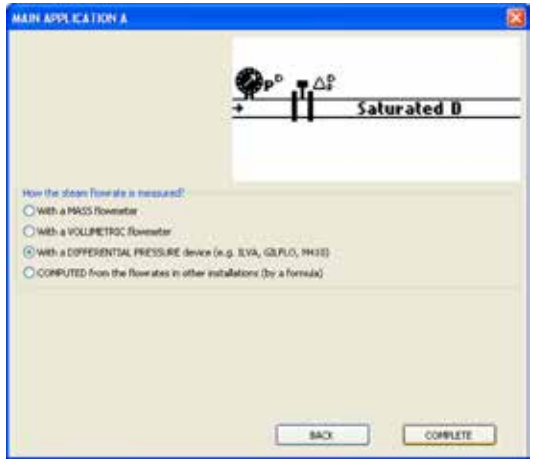 MAIN APPLICATION A
P D
Δ D P
Saturated D
How the steam flowrate is measured?
With a MASS flowmeter
With a VOLUMETRIC flowmeter
With a DIFFERENTIAL PRESSURE device (e.g. ILVA, GILFLO, M410)
COMPUTED from the flowrates in other installations (by a formula)
BACK
COMPLETE